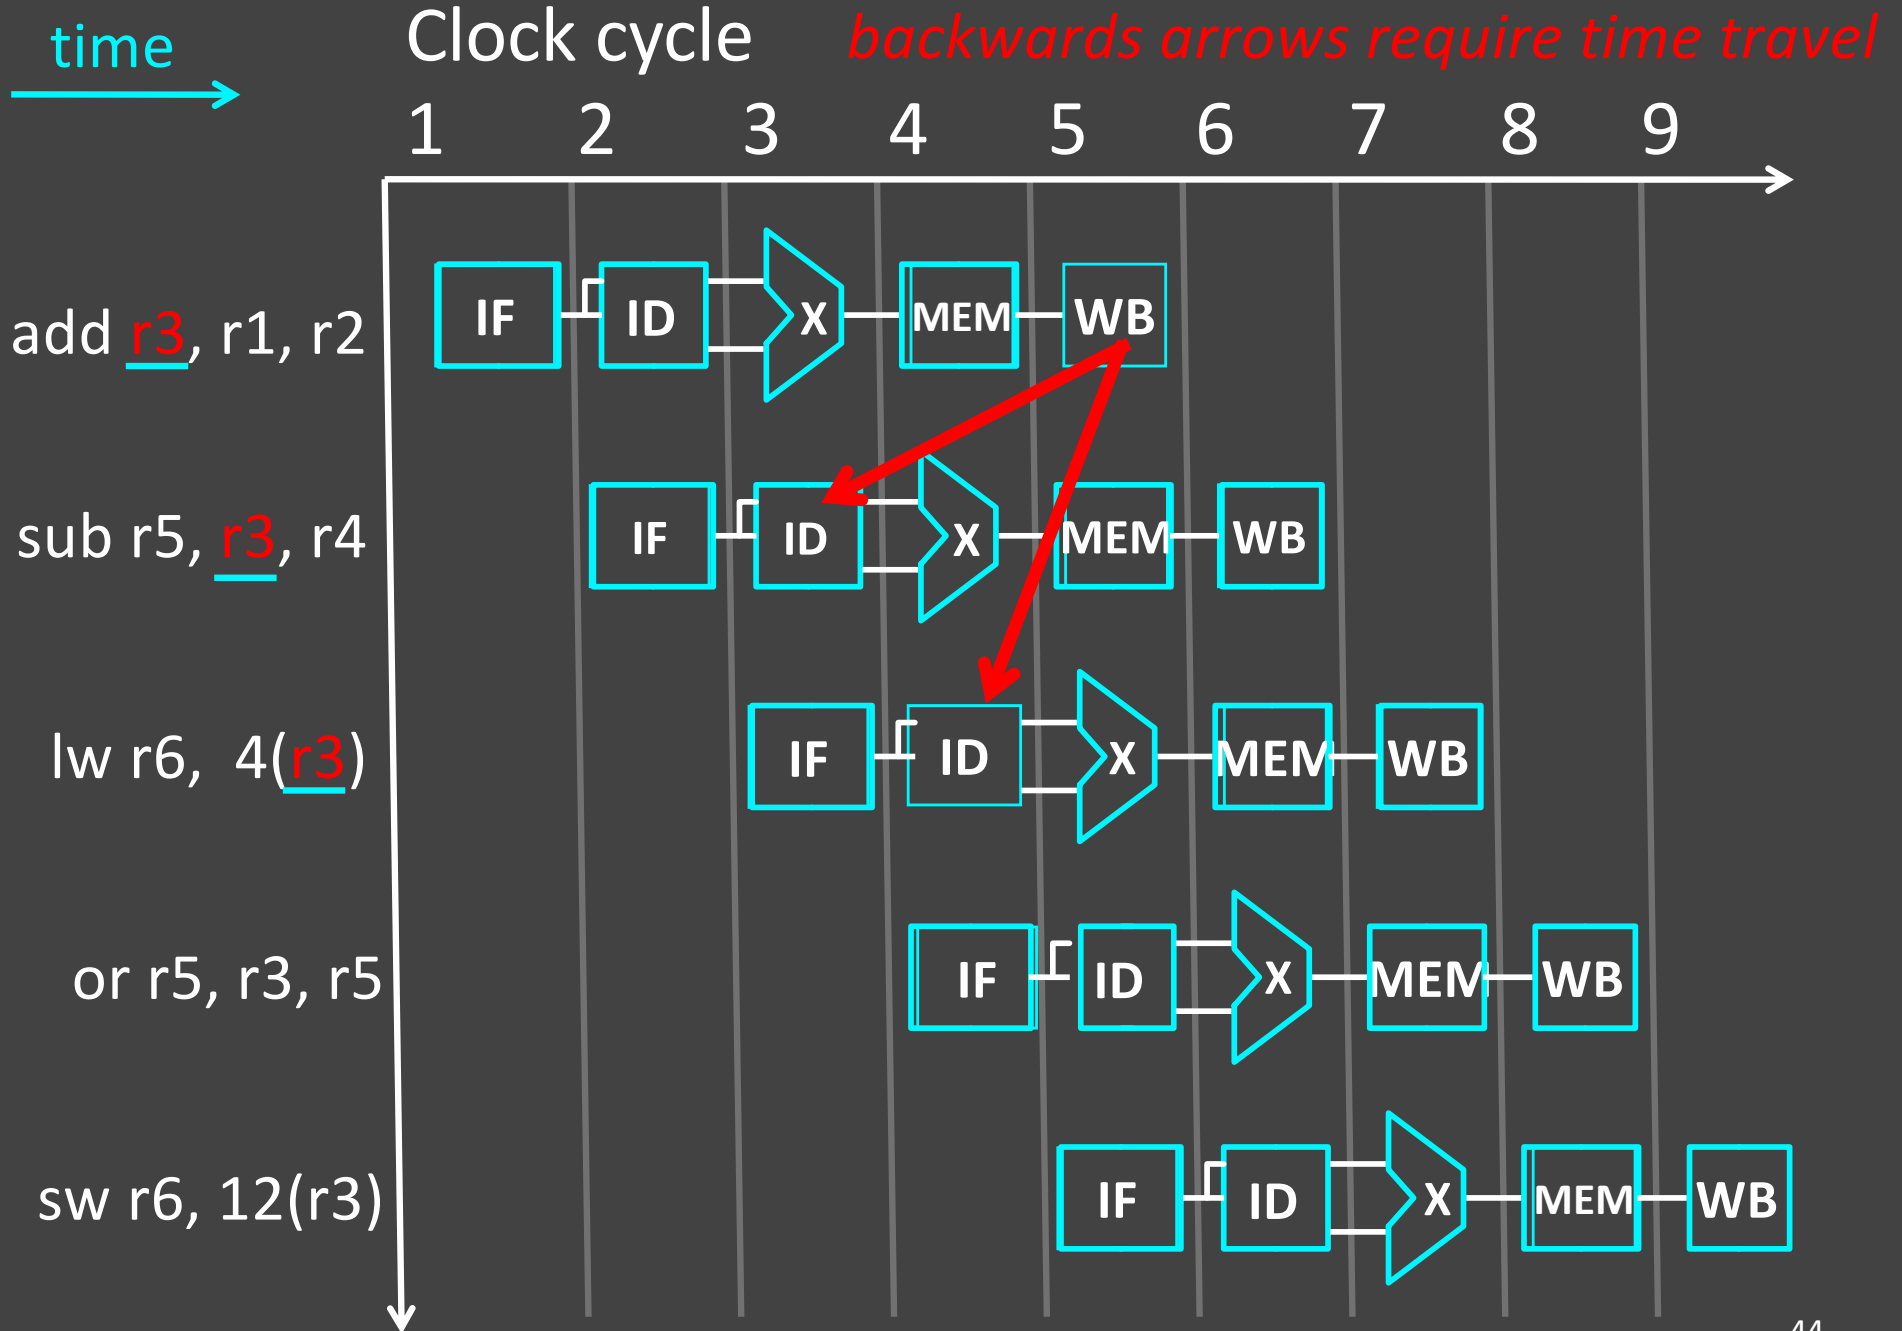 time
Clock cycle
backwards arrows require time travel
1 2 3 4 5 6 7 8 9
add r3, r1, r2
IF ID X MEM WB
sub r5, r3, r4
IF ID X MEM WB
lw r6, 4(r3)
IF ID X MEM WB
or r5, r3, r5
IF ID X MEM WB
sw r6, 12(r3)
IF ID X MEM WB
44